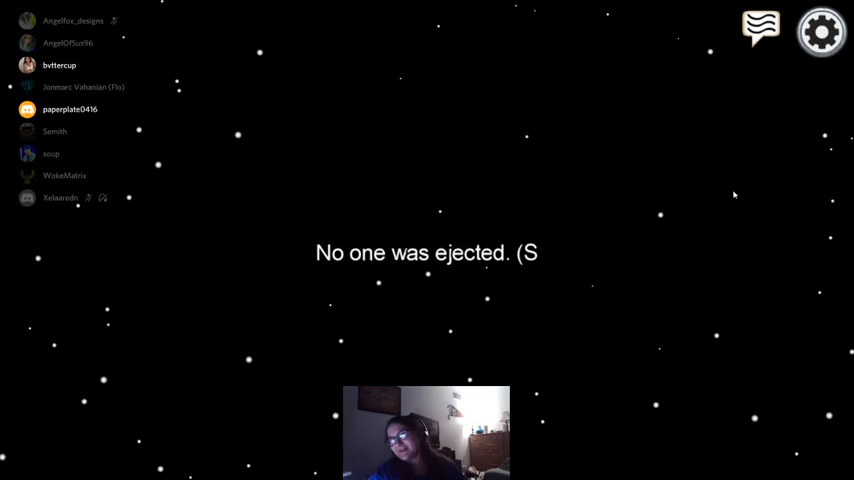 Angelfox_designs
AngelOfSus96
bvttercup
Jonmarc Vahanian (Flo)
paperplate0416
Semith
soup
WokeMatrix
Xelaaredn
No one was ejected. (S